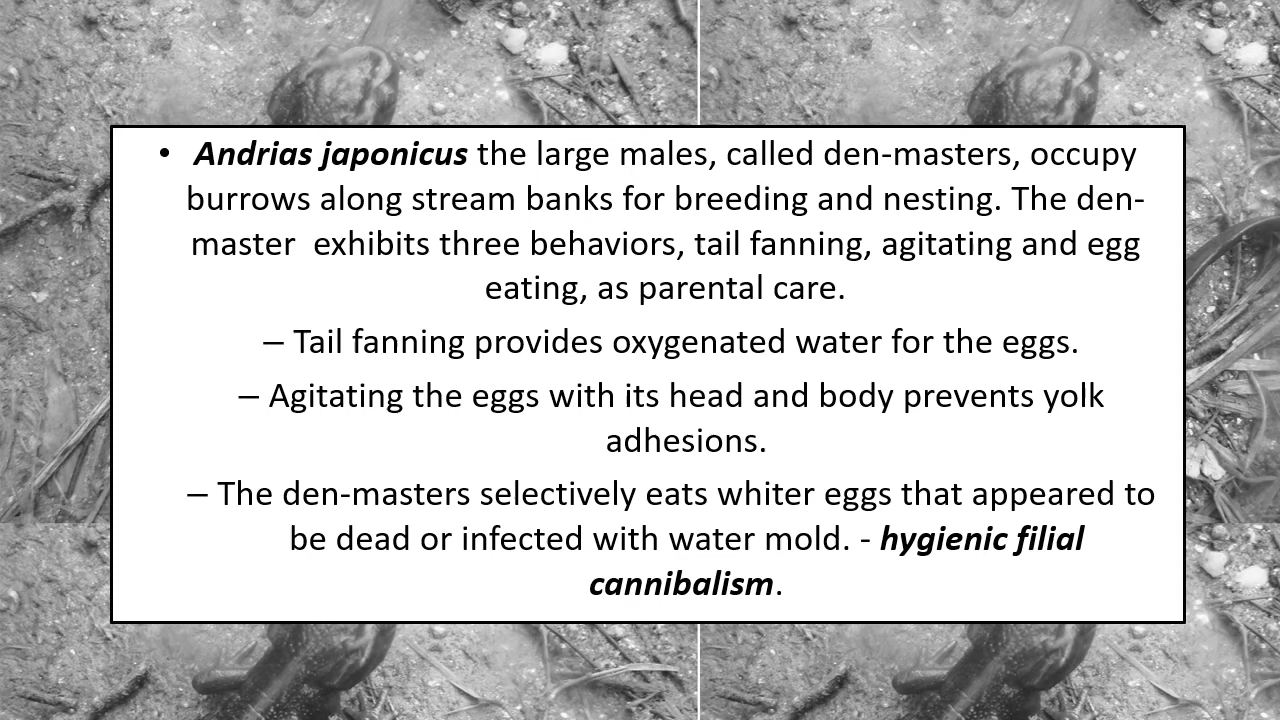 • Andrias japonicus the large males, called den-masters, occupy
burrows along stream banks for breeding and nesting. The den-
master  exhibits three behaviors, tail fanning, agitating and egg
eating, as parental care.
– Tail fanning provides oxygenated water for the eggs.
– Agitating the eggs with its head and body prevents yolk
adhesions.
– The den-masters selectively eats whiter eggs that appeared to
be dead or infected with water mold. - hygienic filial
cannibalism.